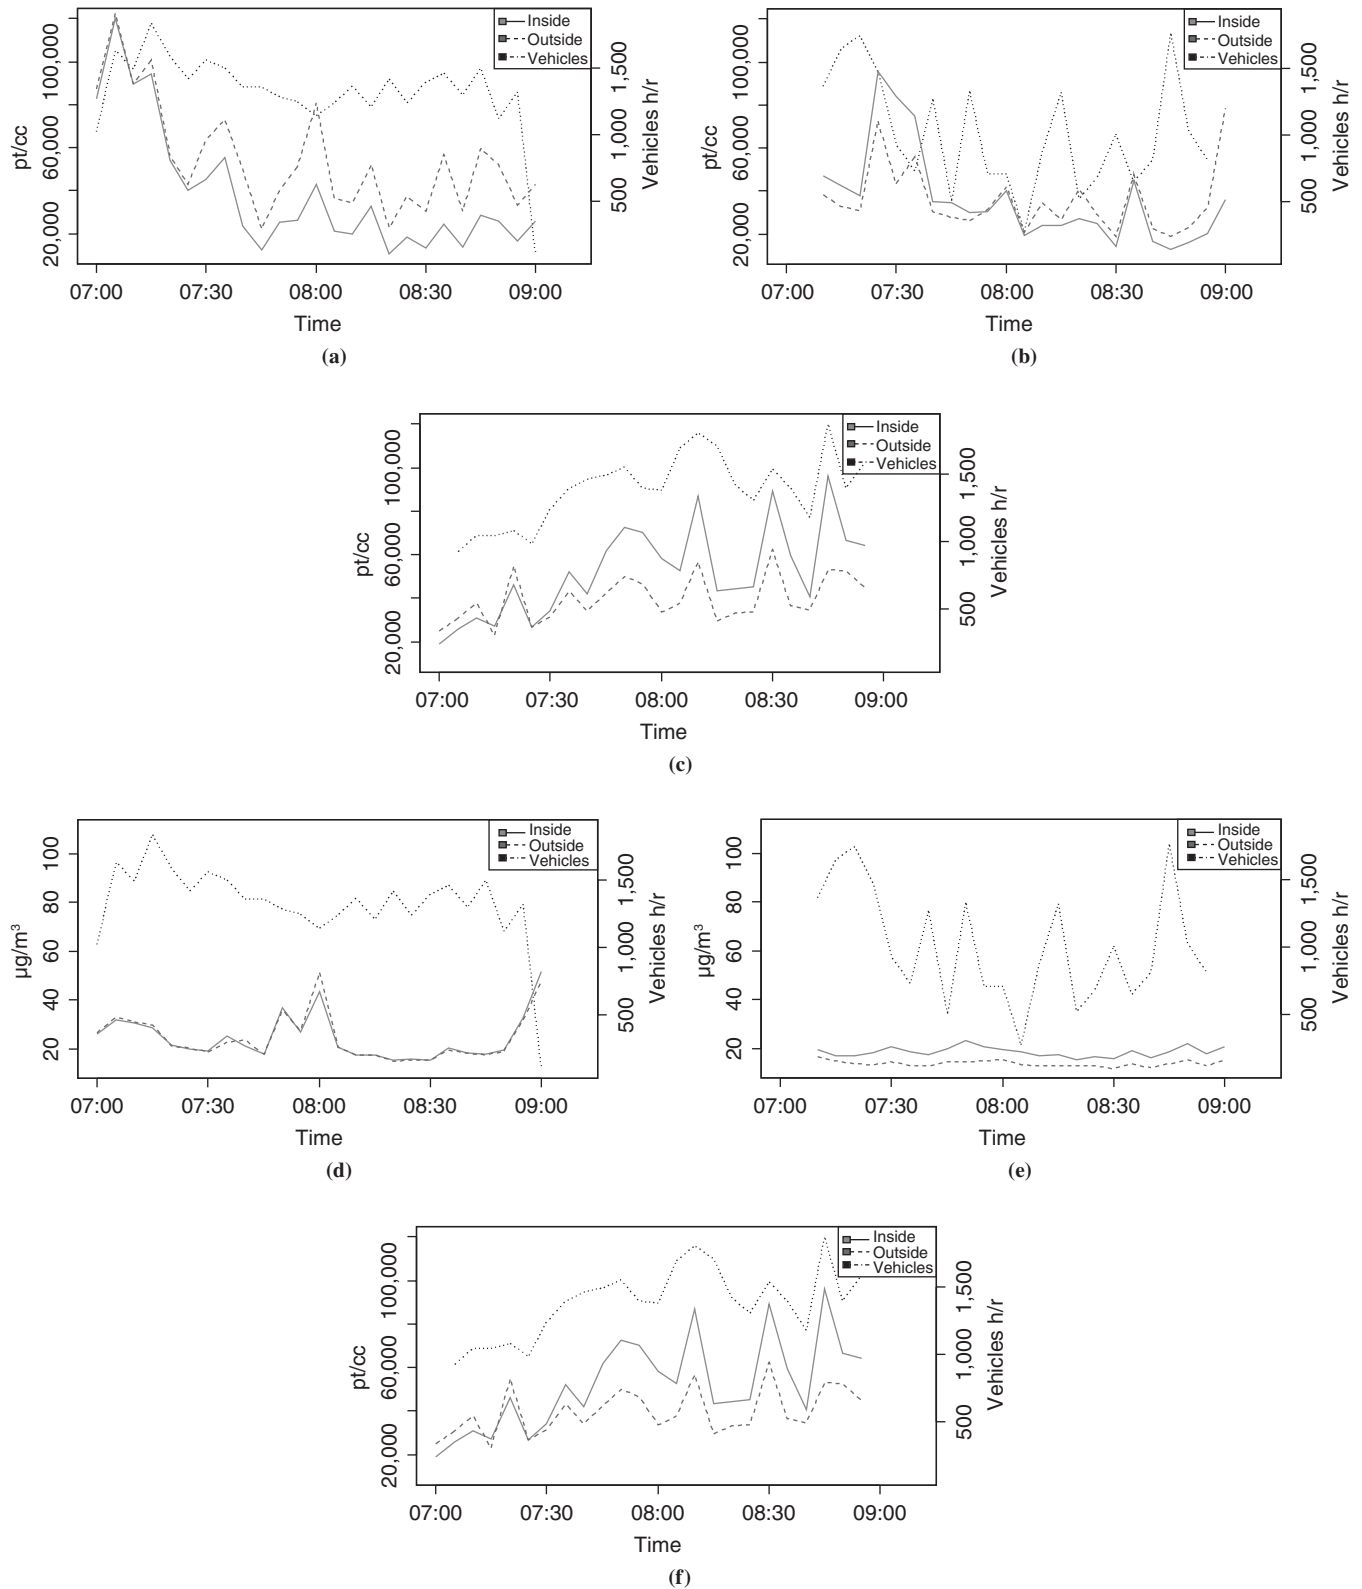 Inside
Outside
Vehicles
20,000 60,000 100,000
pt/cc
500 1,000 1,500
Vehicles h/r
07:00 07:30 08:00 08:30 09:00
Time
(a)
Inside
Outside
Vehicles
20,000 60,000 100,000
pt/cc
500 1,000 1,500
Vehicles h/r
07:00 07:30 08:00 08:30 09:00
Time
(b)
Inside
Outside
Vehicles
20,000 60,000 100,000
pt/cc
500 1,000 1,500
Vehicles h/r
07:00 07:30 08:00 08:30 09:00
Time
(c)
Inside
Outside
Vehicles
20 40 60 80 100
µg/m³
500 1,000 1,500
Vehicles h/r
07:00 07:30 08:00 08:30 09:00
Time
(d)
Inside
Outside
Vehicles
20 40 60 80 100
µg/m³
500 1,000 1,500
Vehicles h/r
07:00 07:30 08:00 08:30 09:00
Time
(e)
Inside
Outside
Vehicles
20,000 60,000 100,000
pt/cc
500 1,000 1,500
Vehicles h/r
07:00 07:30 08:00 08:30 09:00
Time
(f)